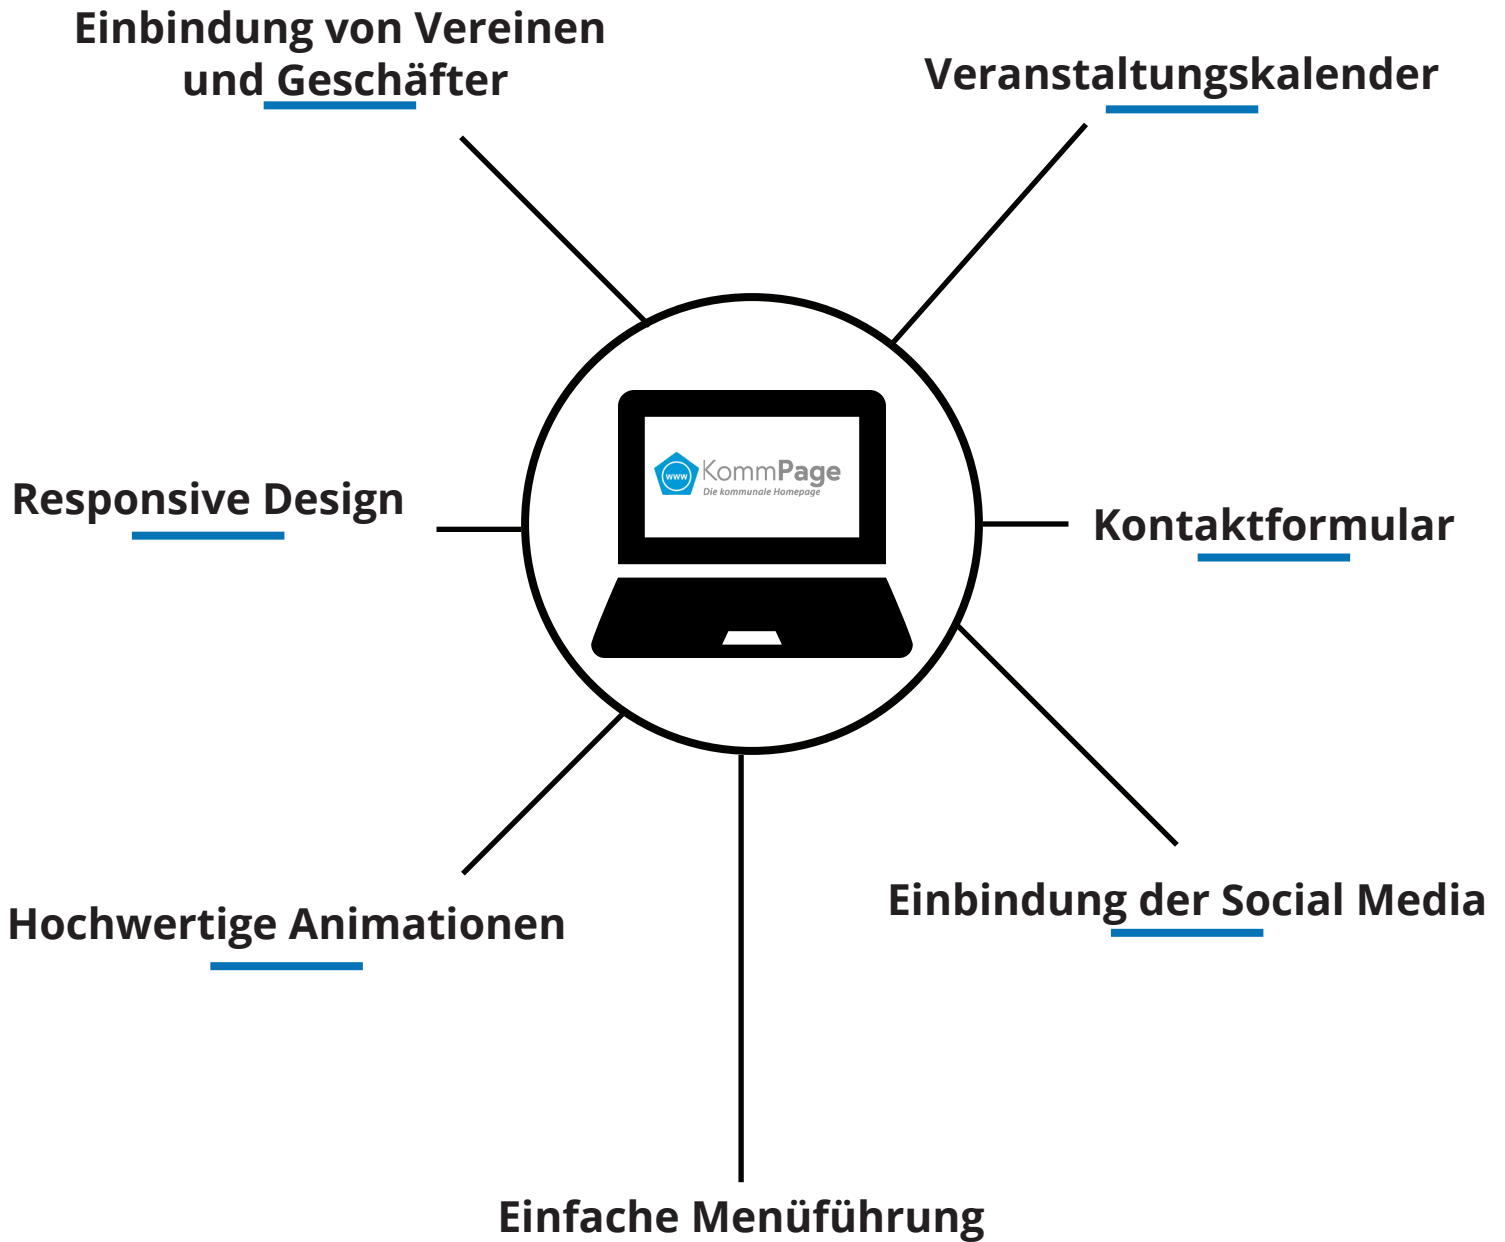 Einbindung von Vereinen
und Geschäfter
Veranstaltungskalender
www
KommPage
Die kommunale Homepage
Responsive Design
Kontaktformular
Hochwertige Animationen
Einbindung der Social Media
Einfache Menüführung